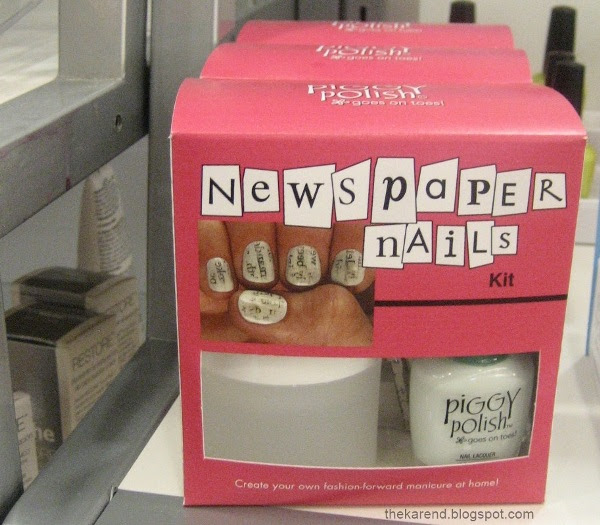 PIGGY
POLISH
goes on toes!
piGGY
POLISH
goes on toes!
NewspaPER
nAiLs
Kit
piGGY
polish
goes on toes!
NAIL LACQUER
Create your own fashion-forward manicure at home!
RESTORE
thekarend.blogspot.com